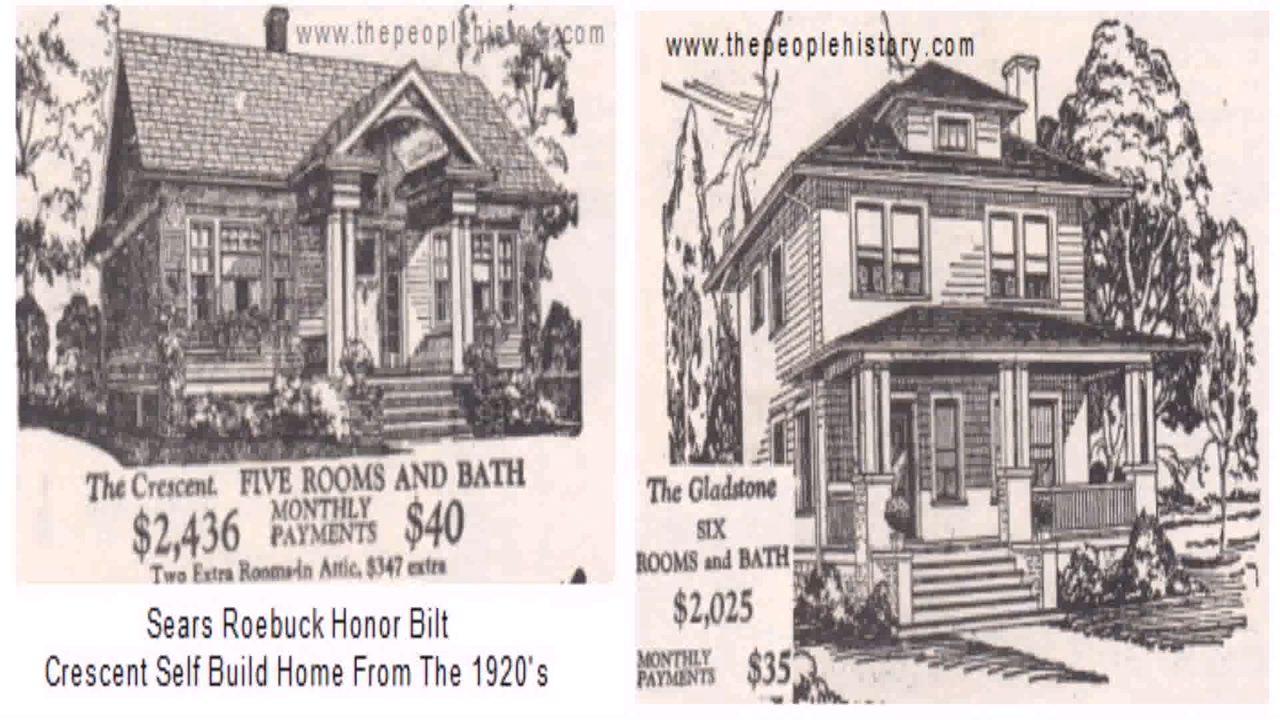 www.thepeoplehistory.com
The Crescent. FIVE ROOMS AND BATH
$2,436 MONTHLY PAYMENTS $40
Two Extra Rooms in Attic, $347 extra
Sears Roebuck Honor Bilt
Crescent Self Build Home From The 1920's
www.thepeoplehistory.com
The Gladstone
SIX
ROOMS and BATH
$2,025
MONTHLY PAYMENTS $35